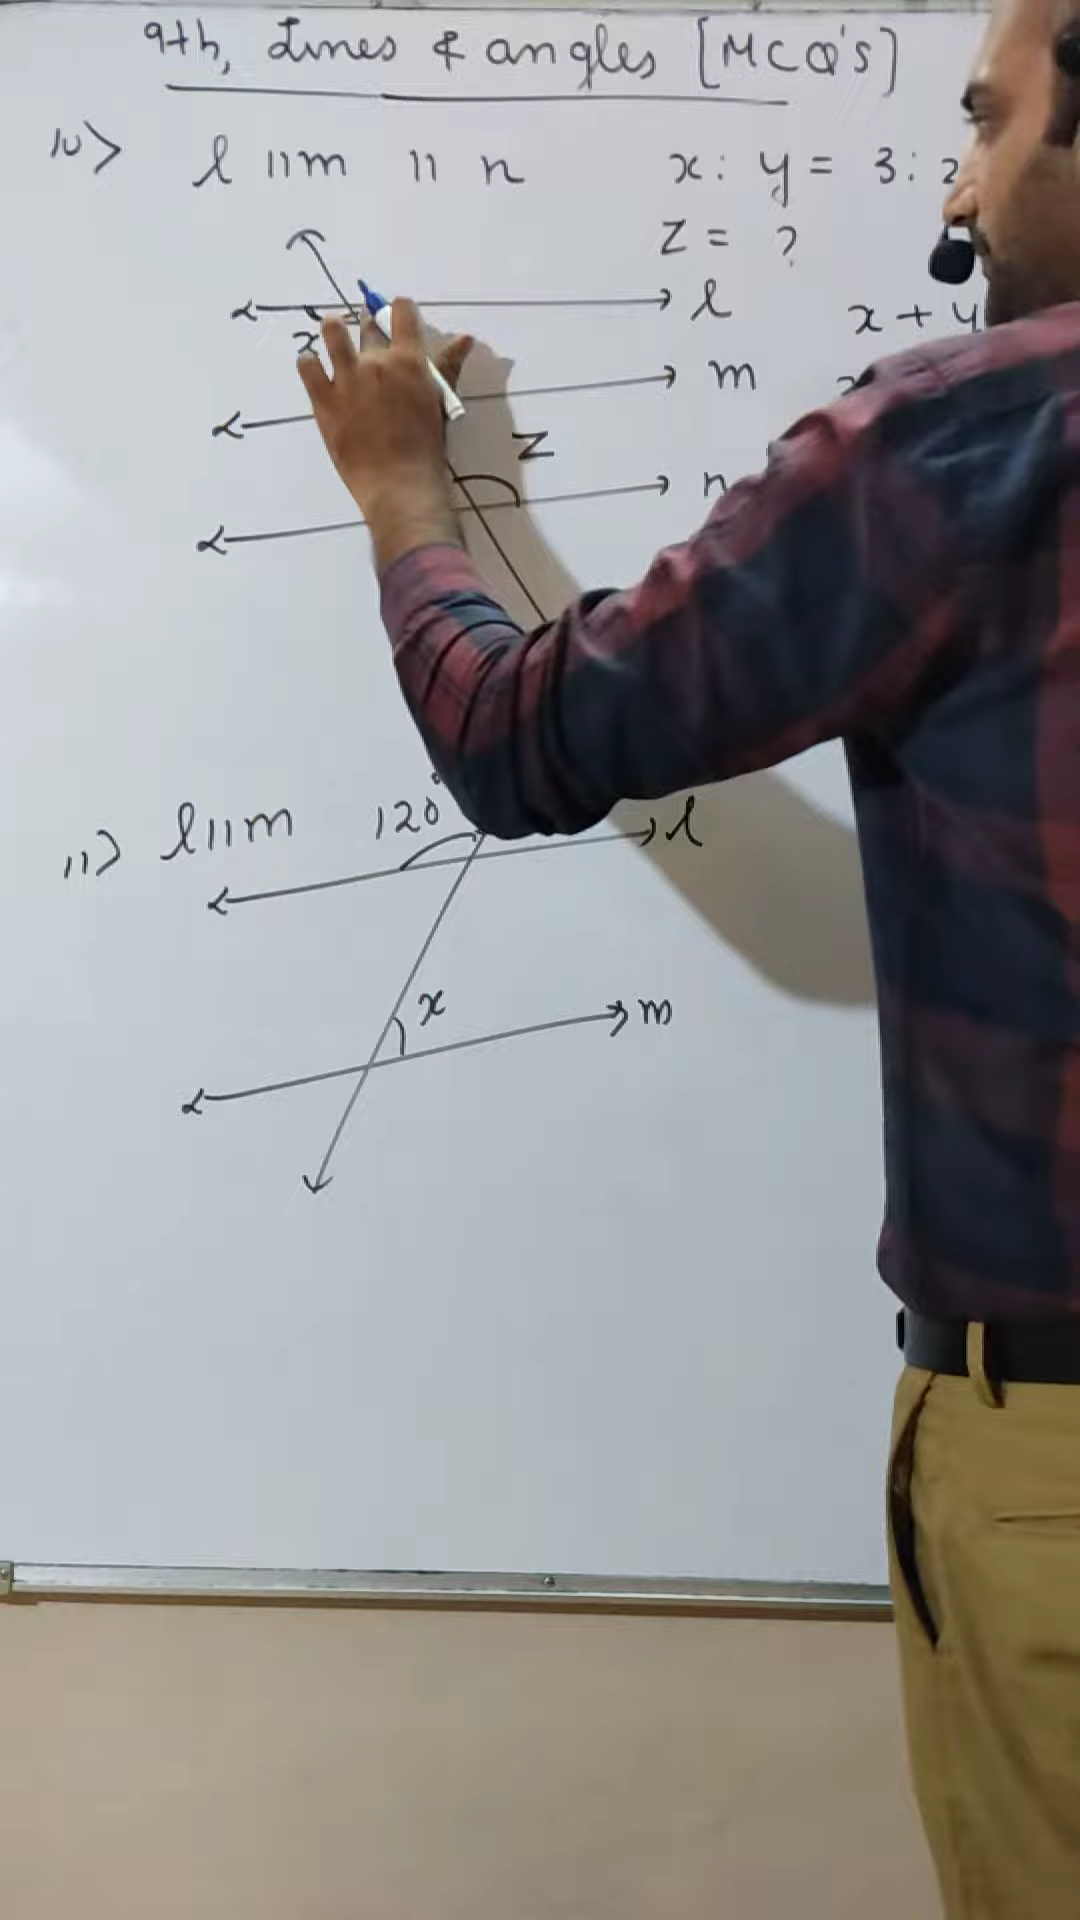 9th, Lines & angles [MCQ's]
10> l || m || n
x : y = 3 : 2
z = ?
l
x
x + y
m
z
n
11> l || m
120°
l
x
m